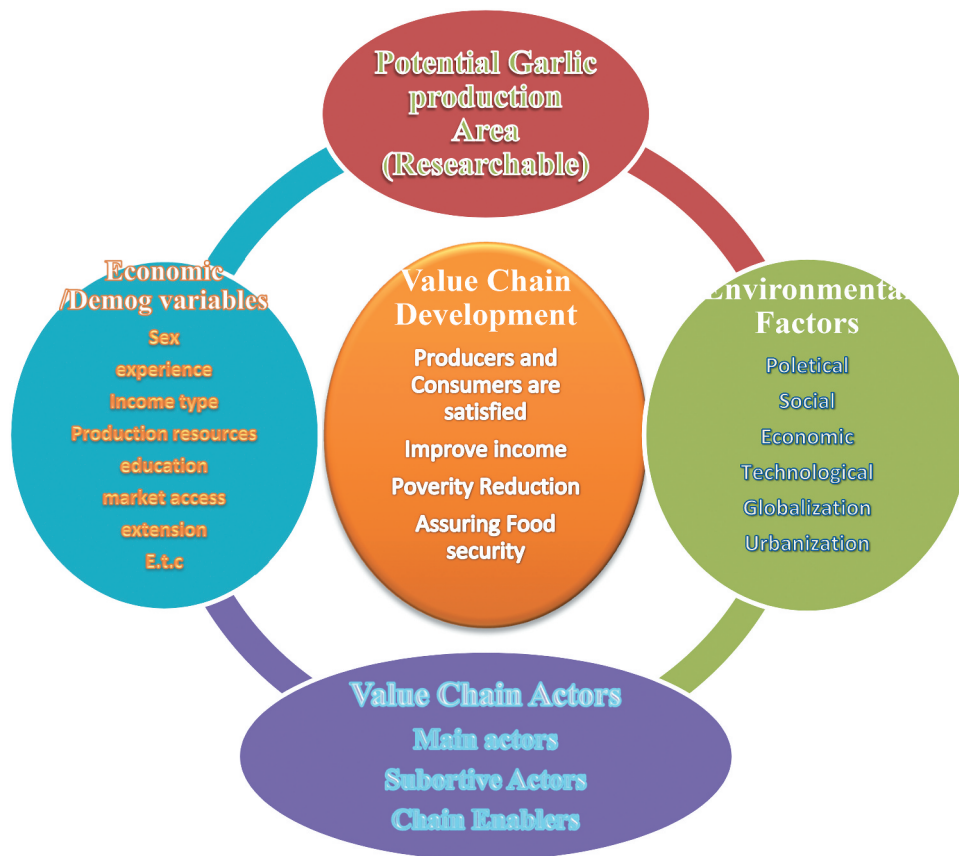 Potential Garlic
production
Area
(Researchable)
Economic
/Demog variables
Sex
experience
Income type
Production resources
education
market access
extension
E.t.c
Value Chain
Development
Producers and
Consumers are
satisfied
Improve income
Poverity Reduction
Assuring Food
security
Environmental
Factors
Poletical
Social
Economic
Technological
Globalization
Urbanization
Value Chain Actors
Main actors
Subortive Actors
Chain Enablers